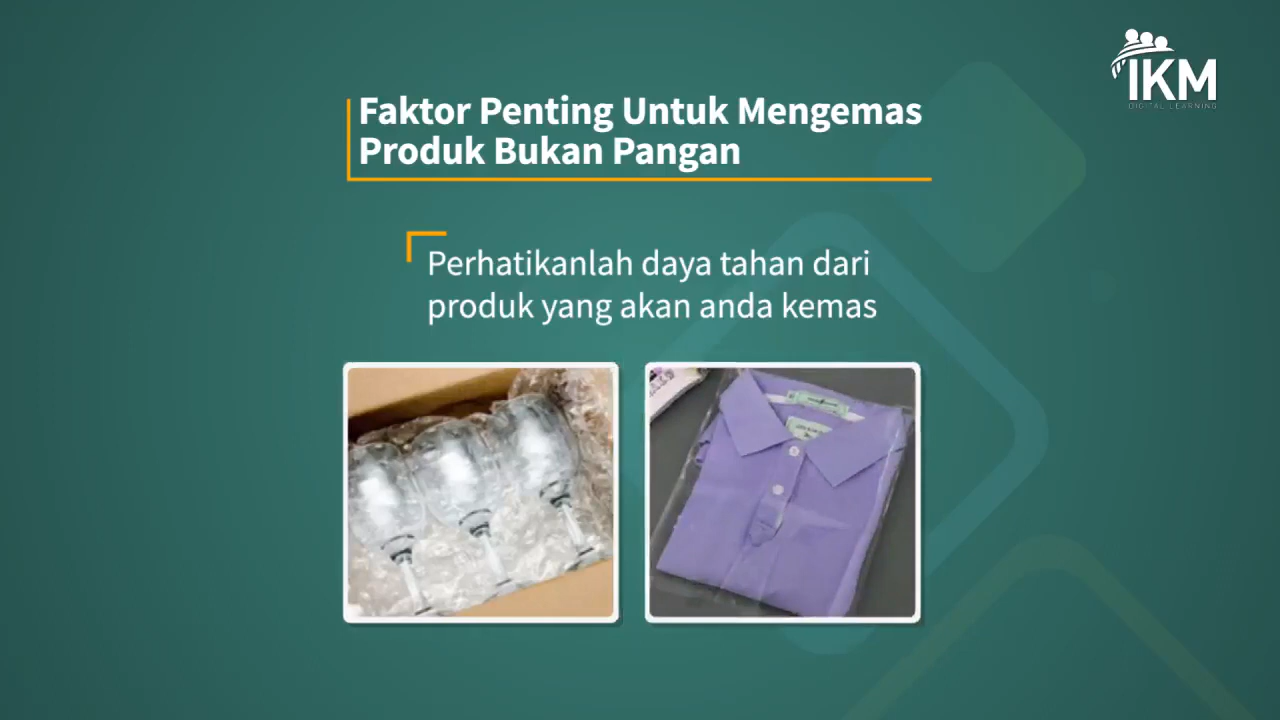 IKM
DIGITAL LEARNING
Faktor Penting Untuk Mengemas
Produk Bukan Pangan
Perhatikanlah daya tahan dari
produk yang akan anda kemas